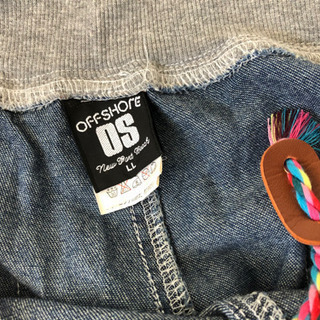 OFFSHORE
OS
New Port Beach
LL